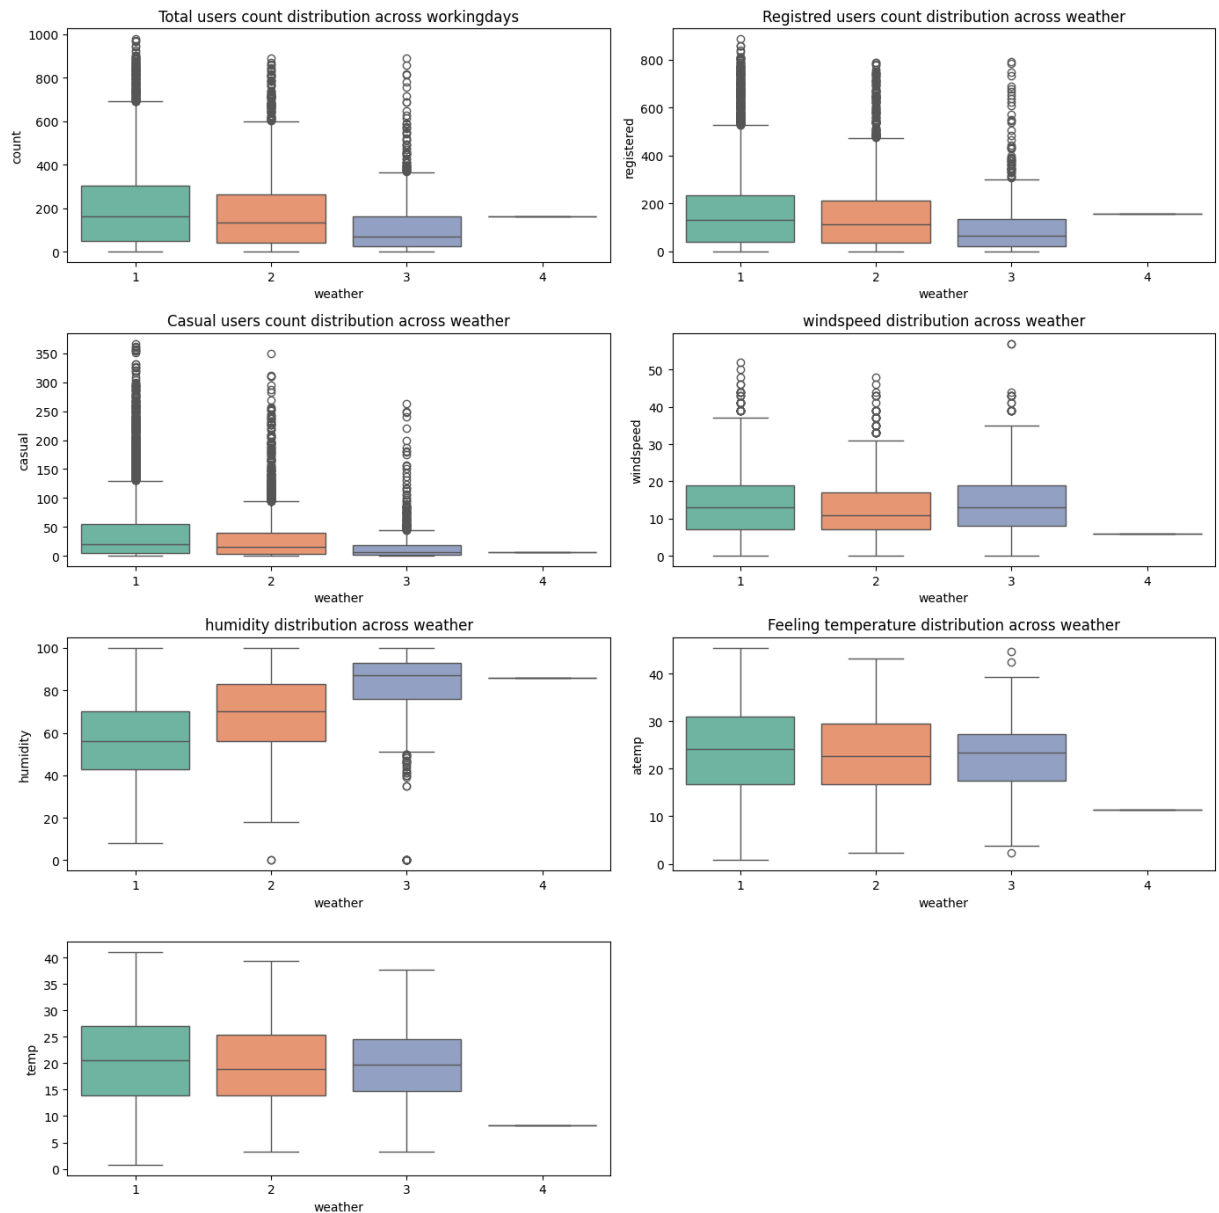 Total users count distribution across workingdays
1000
800
600
400
200
0
count
1 2 3 4
weather
Registred users count distribution across weather
800
600
400
200
0
registered
1 2 3 4
weather
Casual users count distribution across weather
350
300
250
200
150
100
50
0
casual
1 2 3 4
weather
windspeed distribution across weather
50
40
30
20
10
0
windspeed
1 2 3 4
weather
humidity distribution across weather
100
80
60
40
20
0
humidity
1 2 3 4
weather
Feeling temperature distribution across weather
40
30
20
10
0
atemp
1 2 3 4
weather
40
35
30
25
20
15
10
5
0
temp
1 2 3 4
weather